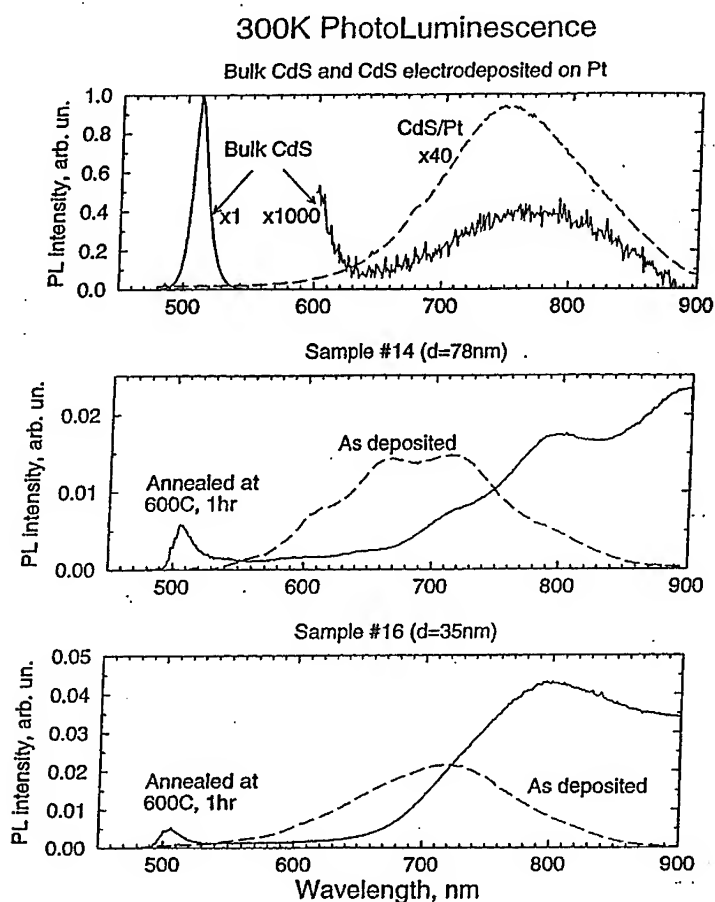 300K PhotoLuminescence
Bulk CdS and CdS electrodeposited on Pt
PL intensity, arb. un.
1.0
0.8
0.6
0.4
0.2
0.0
Bulk CdS
x1
x1000
CdS/Pt
x40
500 600 700 800 900
Sample #14 (d=78nm)
PL intensity, arb. un.
0.02
0.01
0.00
As deposited
Annealed at
600C, 1hr
500 600 700 800 900
Sample #16 (d=35nm)
PL intensity, arb. un.
0.05
0.04
0.03
0.02
0.01
0.00
Annealed at
600C, 1hr
As deposited
500 600 700 800 900
Wavelength, nm